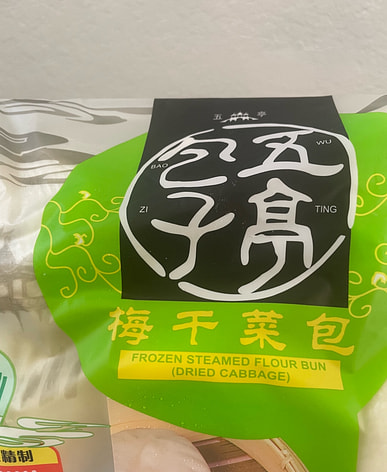 五 亭
五亭
包子
WU
TING
BAO
ZI
梅干菜包
FROZEN STEAMED FLOUR BUN
(DRIED CABBAGE)
精制